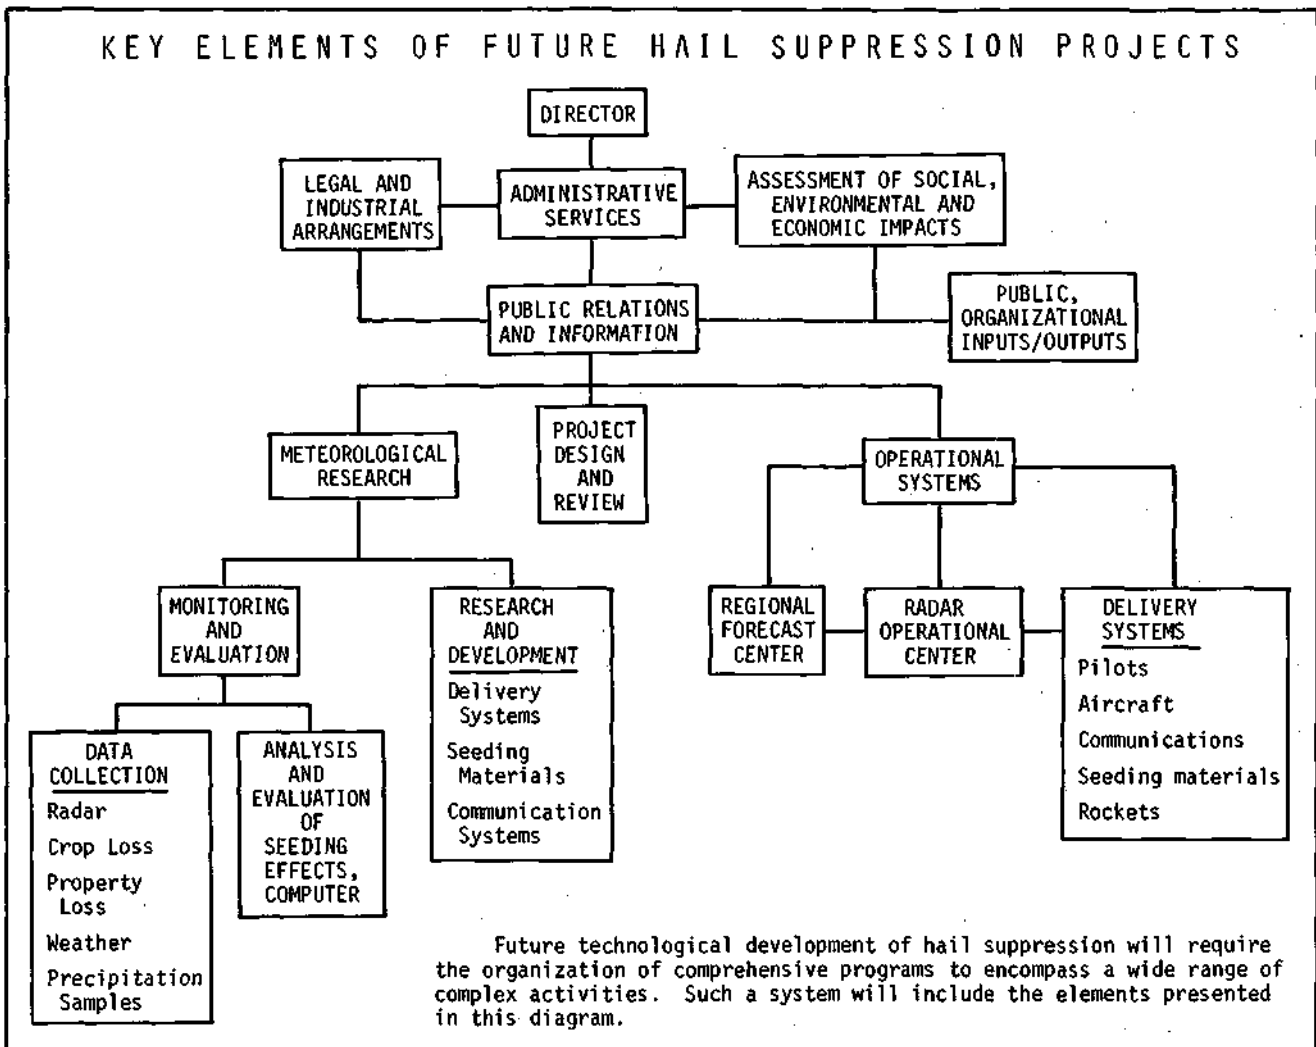 KEY ELEMENTS OF FUTURE HAIL SUPPRESSION PROJECTS
DIRECTOR
LEGAL AND
INDUSTRIAL
ARRANGEMENTS
ADMINISTRATIVE
SERVICES
ASSESSMENT OF SOCIAL,
ENVIRONMENTAL AND
ECONOMIC IMPACTS
PUBLIC RELATIONS
AND INFORMATION
PUBLIC,
ORGANIZATIONAL
INPUTS/OUTPUTS
METEOROLOGICAL
RESEARCH
PROJECT
DESIGN
AND
REVIEW
OPERATIONAL
SYSTEMS
MONITORING
AND
EVALUATION
RESEARCH
AND
DEVELOPMENT
Delivery
Systems
Seeding
Materials
Communication
Systems
REGIONAL
FORECAST
CENTER
RADAR
OPERATIONAL
CENTER
DELIVERY
SYSTEMS
Pilots
Aircraft
Communications
Seeding materials
Rockets
DATA
COLLECTION
Radar
Crop Loss
Property
Loss
Weather
Precipitation
Samples
ANALYSIS
AND
EVALUATION
OF
SEEDING
EFFECTS,
COMPUTER
Future technological development of hail suppression will require
the organization of comprehensive programs to encompass a wide range of
complex activities. Such a system will include the elements presented
in this diagram.